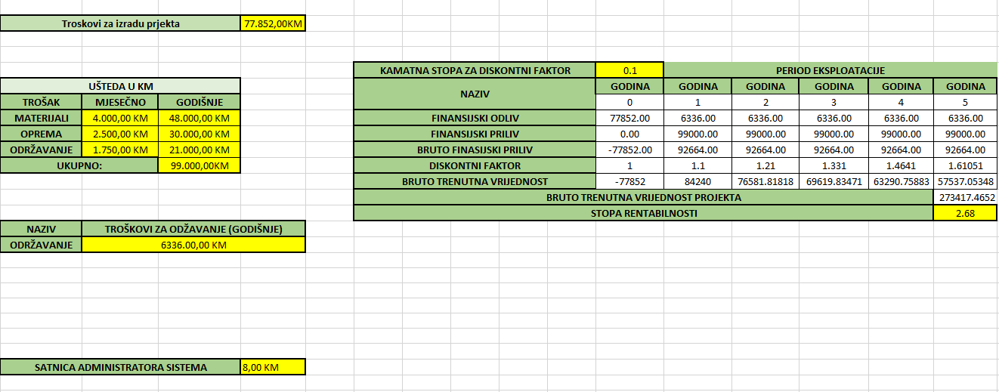 Troskovi za izradu prjekta 77.852,00KM
UŠTEDA U KM
TROŠAK MJESEČNO GODIŠNJE
MATERIJALI 4.000,00 KM 48.000,00 KM
OPREMA 2.500,00 KM 30.000,00 KM
ODRŽAVANJE 1.750,00 KM 21.000,00 KM
UKUPNO: 99.000,00KM
KAMATNA STOPA ZA DISKONTNI FAKTOR 0.1 PERIOD EKSPLOATACIJE
NAZIV GODINA GODINA GODINA GODINA GODINA GODINA
0 1 2 3 4 5
FINANSIJSKI ODLIV 77852.00 6336.00 6336.00 6336.00 6336.00 6336.00
FINANSIJSKI PRILIV 0.00 99000.00 99000.00 99000.00 99000.00 99000.00
BRUTO FINASIJSKI PRILIV -77852.00 92664.00 92664.00 92664.00 92664.00 92664.00
DISKONTNI FAKTOR 1 1.1 1.21 1.331 1.4641 1.61051
BRUTO TRENUTNA VRIJEDNOST -77852 84240 76581.81818 69619.83471 63290.75883 57537.05348
BRUTO TRENUTNA VRIJEDNOST PROJEKTA 273417.4652
STOPA RENTABILNOSTI 2.68
NAZIV TROŠKOVI ZA ODŽAVANJE (GODIŠNJE)
ODRŽAVANJE 6336.00,00 KM
SATNICA ADMINISTRATORA SISTEMA 8,00 KM